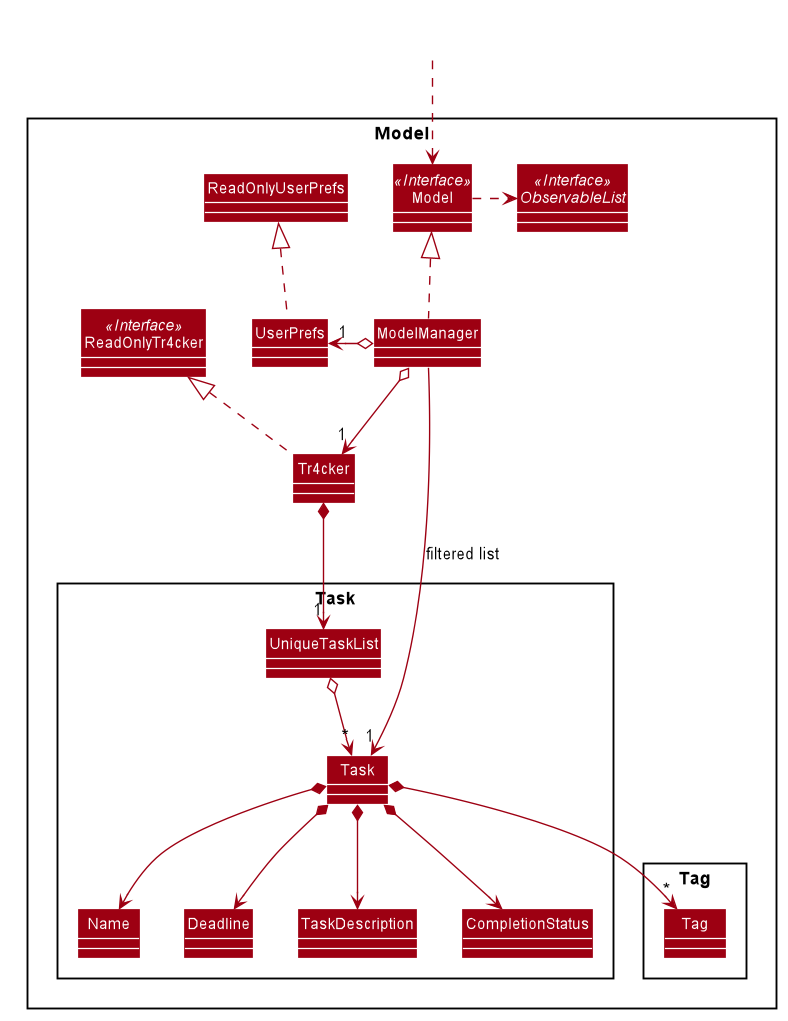 Model
«Interface»
Model
«Interface»
ObservableList
ReadOnlyUserPrefs
«Interface»
ReadOnlyTr4cker
UserPrefs
1
ModelManager
1
Tr4cker
filtered list
Task
1
UniqueTaskList
*
1
Task
Tag
*
Name
Deadline
TaskDescription
CompletionStatus
Tag